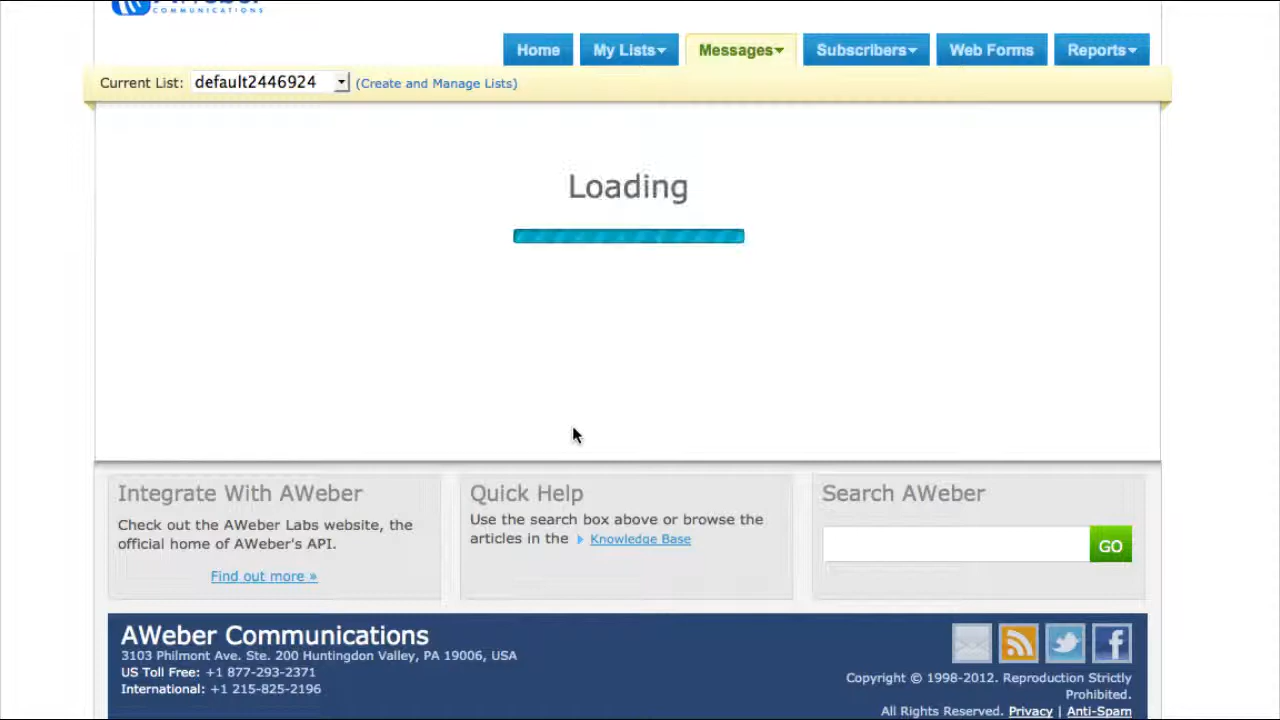 COMMUNICATIONS
Home
My Lists
Messages
Subscribers
Web Forms
Reports
Current List: default2446924 (Create and Manage Lists)
Loading
Integrate With AWeber
Check out the AWeber Labs website, the
official home of AWeber's API.
Find out more »
Quick Help
Use the search box above or browse the
articles in the Knowledge Base
Search AWeber
GO
AWeber Communications
3103 Philmont Ave. Ste. 200 Huntingdon Valley, PA 19006, USA
US Toll Free: +1 877-293-2371
International: +1 215-825-2196
Copyright © 1998-2012. Reproduction Strictly
Prohibited.
All Rights Reserved. Privacy | Anti-Spam